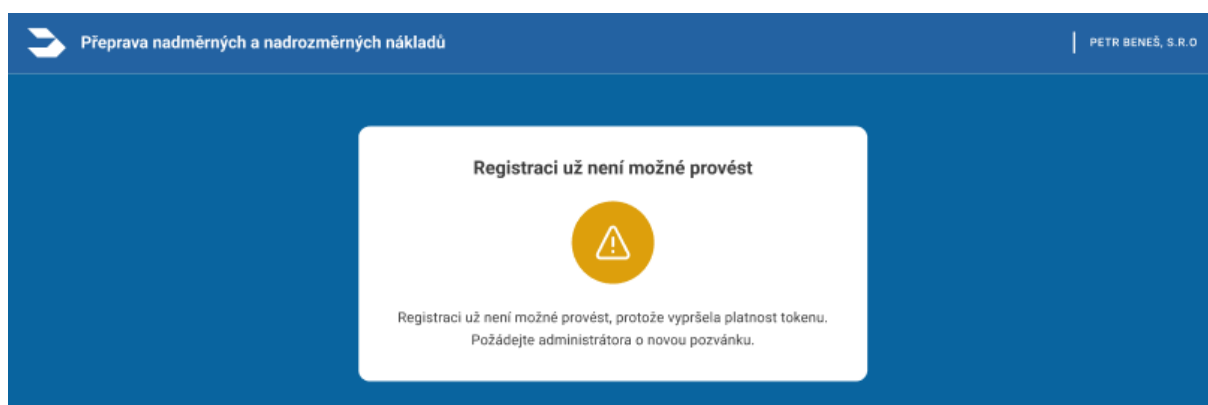 Přeprava nadměrných a nadrozměrných nákladů
PETR BENEŠ, S.R.O
Registraci už není možné provést
Registraci už není možné provést, protože vypršela platnost tokenu.
Požádejte administrátora o novou pozvánku.